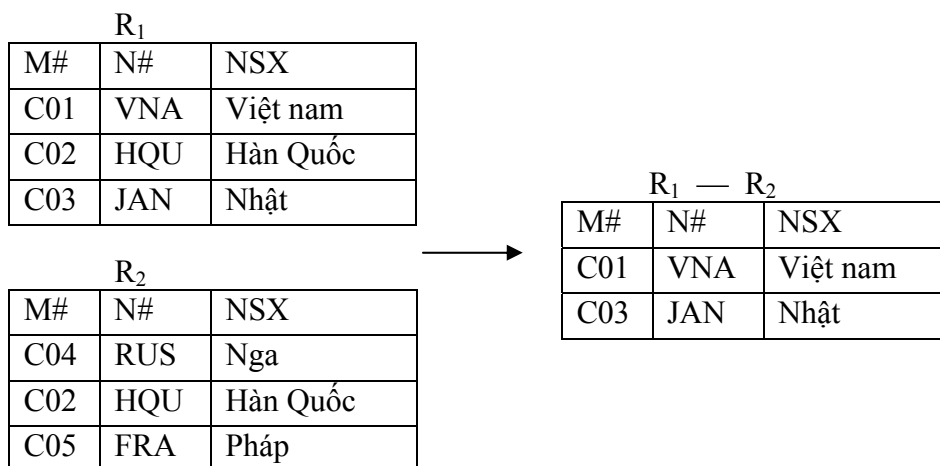 R₁
M# N# NSX
C01 VNA Việt nam
C02 HQU Hàn Quốc
C03 JAN Nhật
R₂
M# N# NSX
C04 RUS Nga
C02 HQU Hàn Quốc
C05 FRA Pháp
R₁ — R₂
M# N# NSX
C01 VNA Việt nam
C03 JAN Nhật